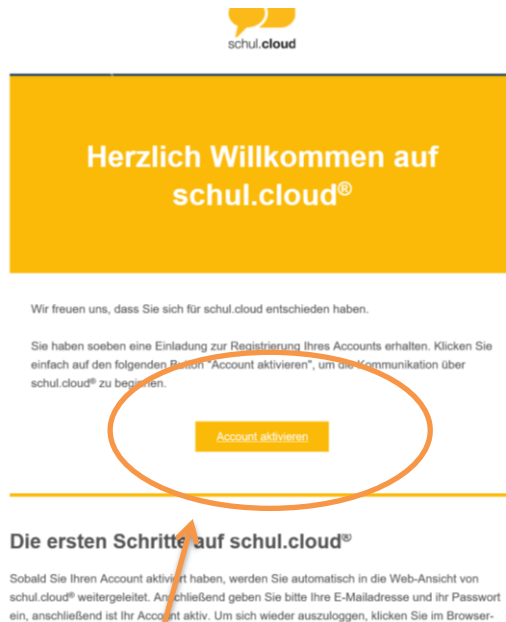 schul.cloud
Herzlich Willkommen auf
schul.cloud®
Wir freuen uns, dass Sie sich für schul.cloud entschieden haben.
Sie haben soeben eine Einladung zur Registrierung Ihres Accounts erhalten. Klicken Sie
einfach auf den folgenden Button "Account aktivieren", um die Kommunikation über
schul.cloud® zu beginnen.
Account aktivieren
Die ersten Schritte auf schul.cloud®
Sobald Sie Ihren Account aktiviert haben, werden Sie automatisch in die Web-Ansicht von
schul.cloud® weitergeleitet. Anschließend geben Sie bitte Ihre E-Mailadresse und ihr Passwort
ein, anschließend ist Ihr Account aktiv. Um sich wieder auszuloggen, klicken Sie im Browser-